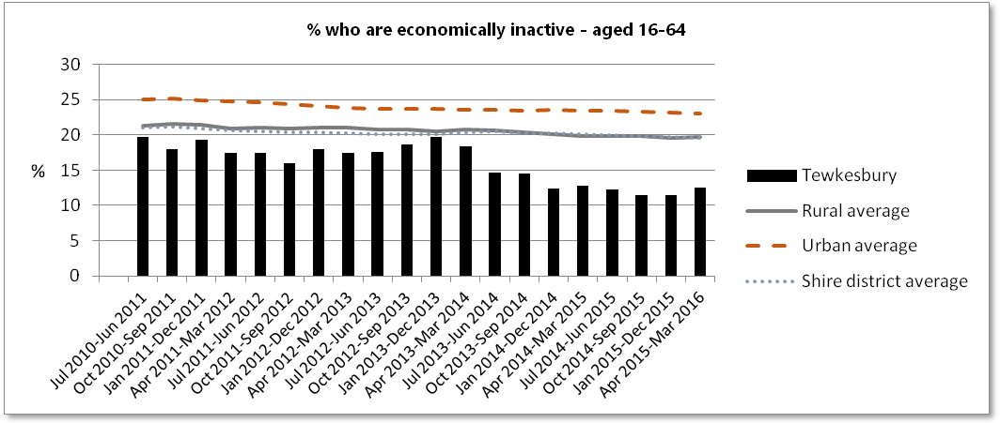 % who are economically inactive - aged 16-64
30
25
20
15
10
5
0
%
Jul 2010-Jun 2011
Oct 2010-Sep 2011
Jan 2011-Dec 2011
Apr 2011-Mar 2012
Jul 2011-Jun 2012
Oct 2011-Sep 2012
Jan 2012-Dec 2012
Apr 2012-Mar 2013
Jul 2012-Jun 2013
Oct 2012-Sep 2013
Jan 2013-Dec 2013
Apr 2013-Mar 2014
Jul 2013-Jun 2014
Oct 2013-Sep 2014
Jan 2014-Dec 2014
Apr 2014-Mar 2015
Jul 2014-Jun 2015
Oct 2014-Sep 2015
Jan 2015-Dec 2015
Apr 2015-Mar 2016
Tewkesbury
Rural average
Urban average
Shire district average